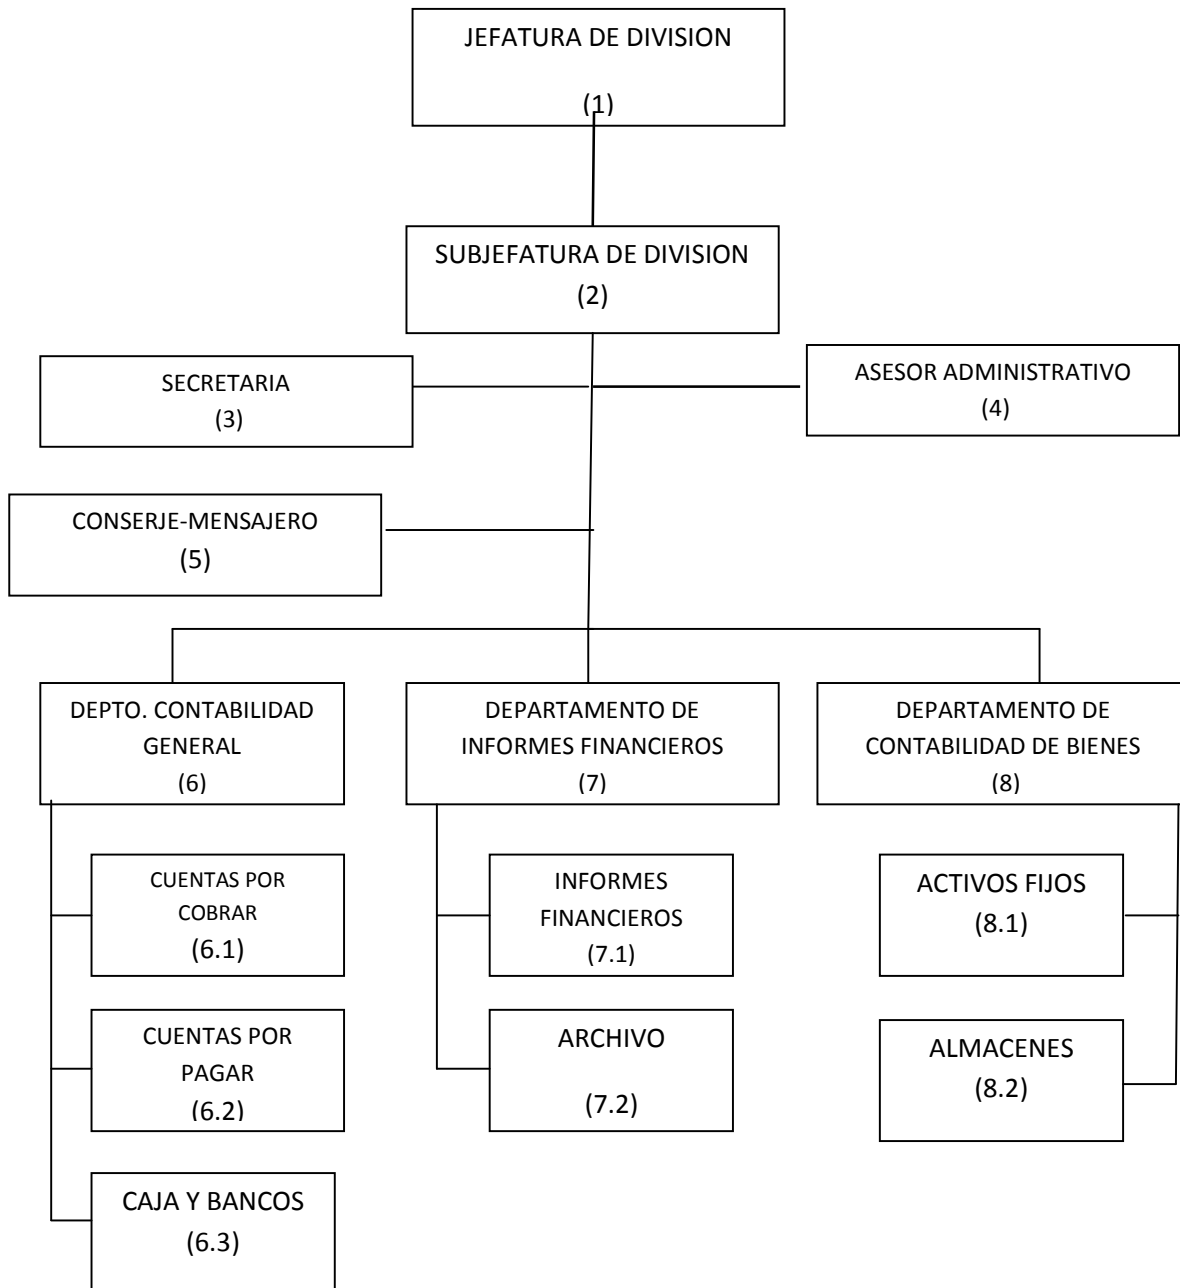 JEFATURA DE DIVISION
(1)
SUBJEFATURA DE DIVISION
(2)
SECRETARIA
(3)
ASESOR ADMINISTRATIVO
(4)
CONSERJE-MENSAJERO
(5)
DEPTO. CONTABILIDAD
GENERAL
(6)
DEPARTAMENTO DE
INFORMES FINANCIEROS
(7)
DEPARTAMENTO DE
CONTABILIDAD DE BIENES
(8)
CUENTAS POR
COBRAR
(6.1)
INFORMES
FINANCIEROS
(7.1)
ACTIVOS FIJOS
(8.1)
CUENTAS POR
PAGAR
(6.2)
ARCHIVO
(7.2)
ALMACENES
(8.2)
CAJA Y BANCOS
(6.3)